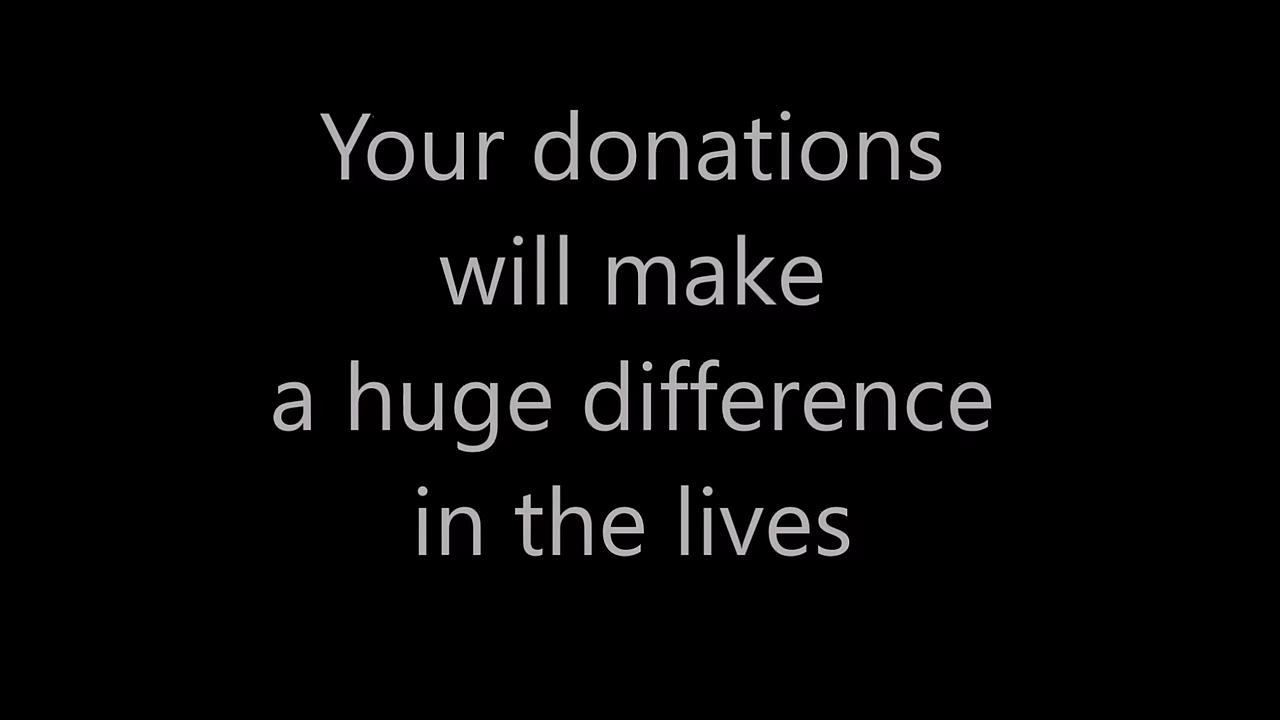 Your donations
will make
a huge difference
in the lives